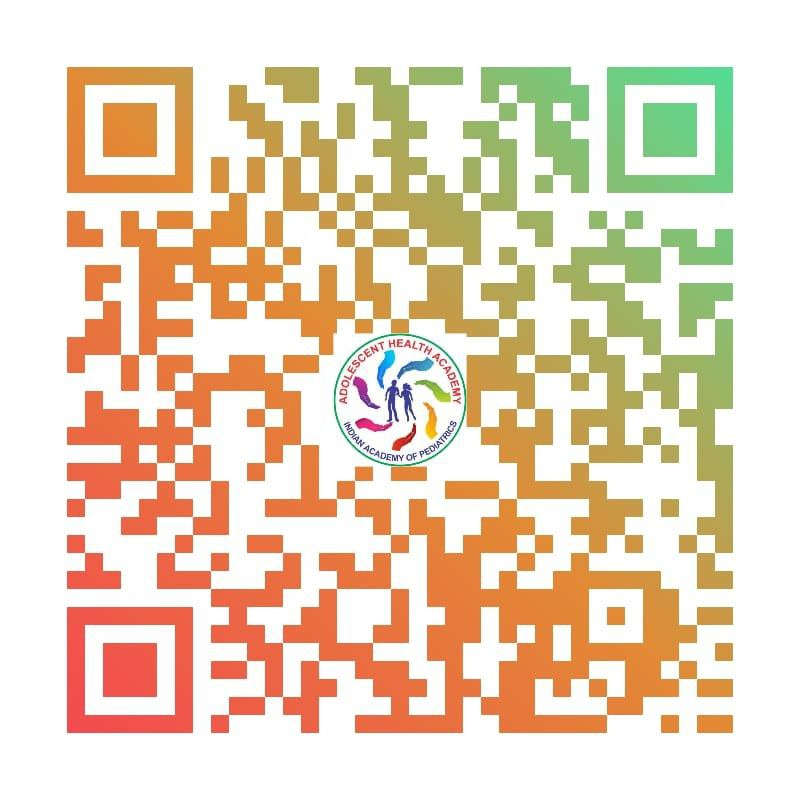 ADOLESCENT HEALTH ACADEMY
INDIAN ACADEMY OF PEDIATRICS